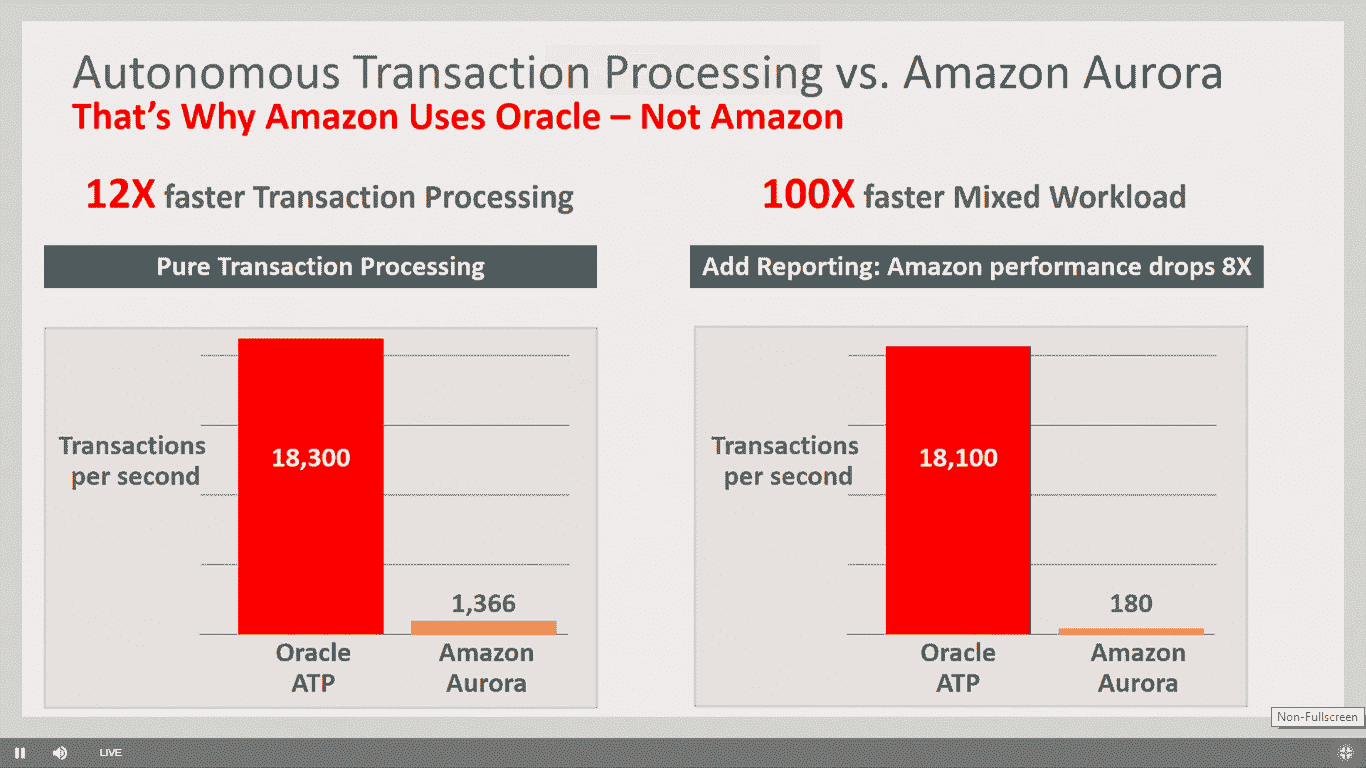 Autonomous Transaction Processing vs. Amazon Aurora
That’s Why Amazon Uses Oracle – Not Amazon
12X faster Transaction Processing
Pure Transaction Processing
Transactions
per second
18,300
1,366
Oracle
ATP
Amazon
Aurora
100X faster Mixed Workload
Add Reporting: Amazon performance drops 8X
Transactions
per second
18,100
180
Oracle
ATP
Amazon
Aurora
Non-Fullscreen
LIVE